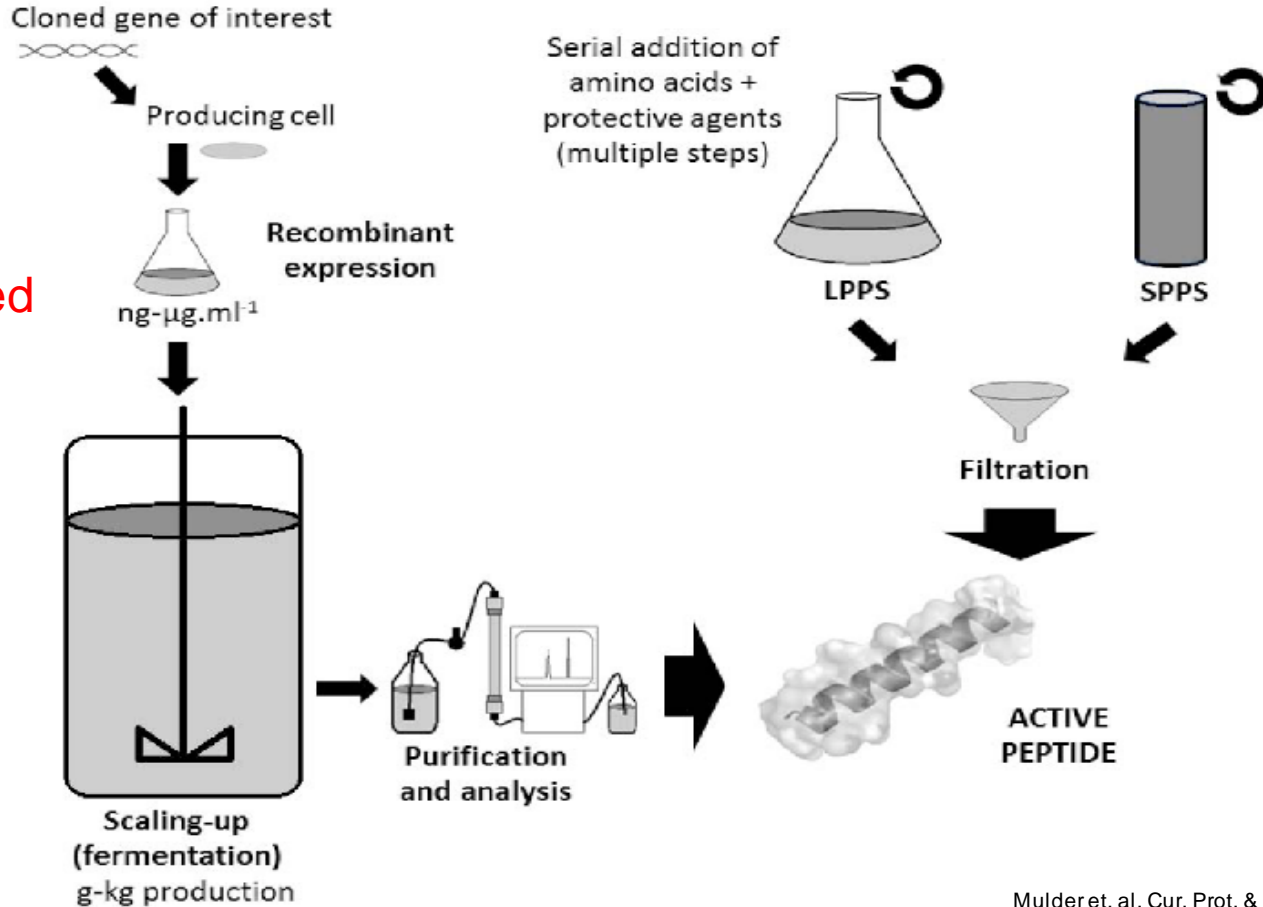 Cloned gene of interest
Producing cell
Recombinant
expression
ed
ng-µg.ml⁻¹
Scaling-up
(fermentation)
g-kg production
Purification
and analysis
Serial addition of
amino acids +
protective agents
(multiple steps)
LPPS
SPPS
Filtration
ACTIVE
PEPTIDE
Mulder et. al. Cur. Prot. &